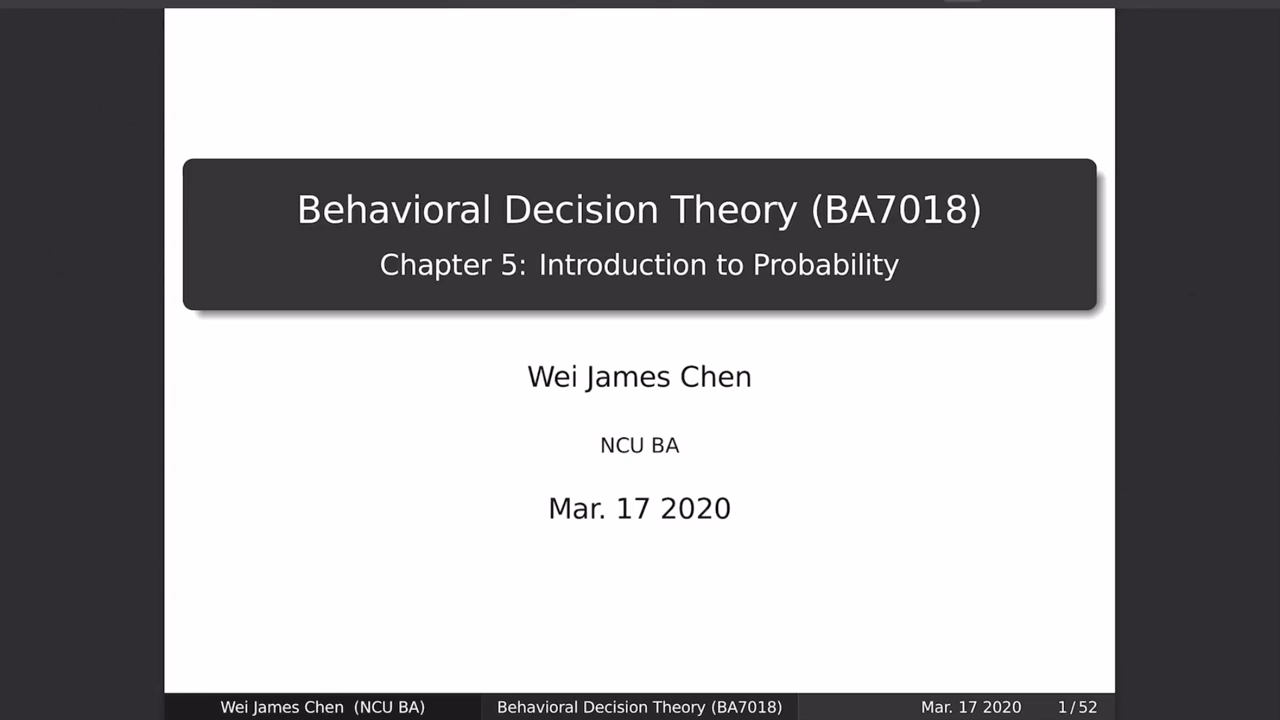 Behavioral Decision Theory (BA7018)
Chapter 5: Introduction to Probability
Wei James Chen
NCU BA
Mar. 17 2020
Wei James Chen (NCU BA) Behavioral Decision Theory (BA7018) Mar. 17 2020 1 / 52